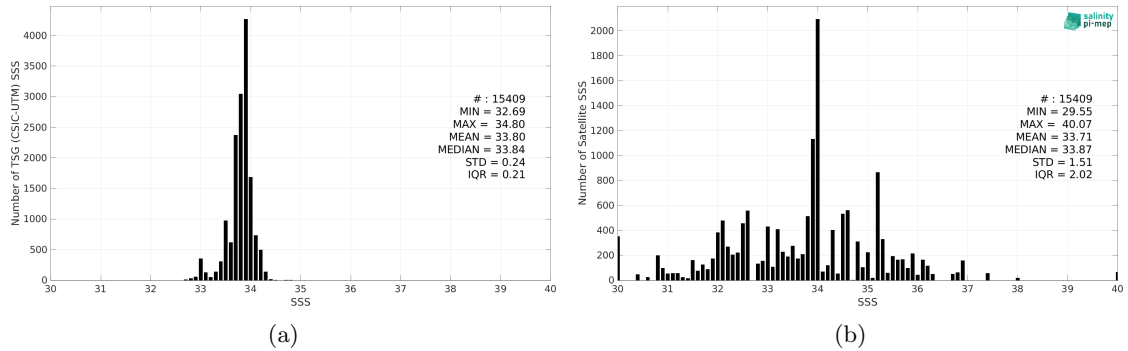 4000
3500
3000
2500
2000
1500
1000
500
0
Number of TSG (CSIC-UTM) SSS
# : 15409
MIN = 32.69
MAX = 34.80
MEAN = 33.80
MEDIAN = 33.84
STD = 0.24
IQR = 0.21
30 31 32 33 34 35 36 37 38 39 40
SSS
(a)
salinity
pi-mep
2000
1800
1600
1400
1200
1000
800
600
400
200
0
Number of Satellite SSS
# : 15409
MIN = 29.55
MAX = 40.07
MEAN = 33.71
MEDIAN = 33.87
STD = 1.51
IQR = 2.02
30 31 32 33 34 35 36 37 38 39 40
SSS
(b)